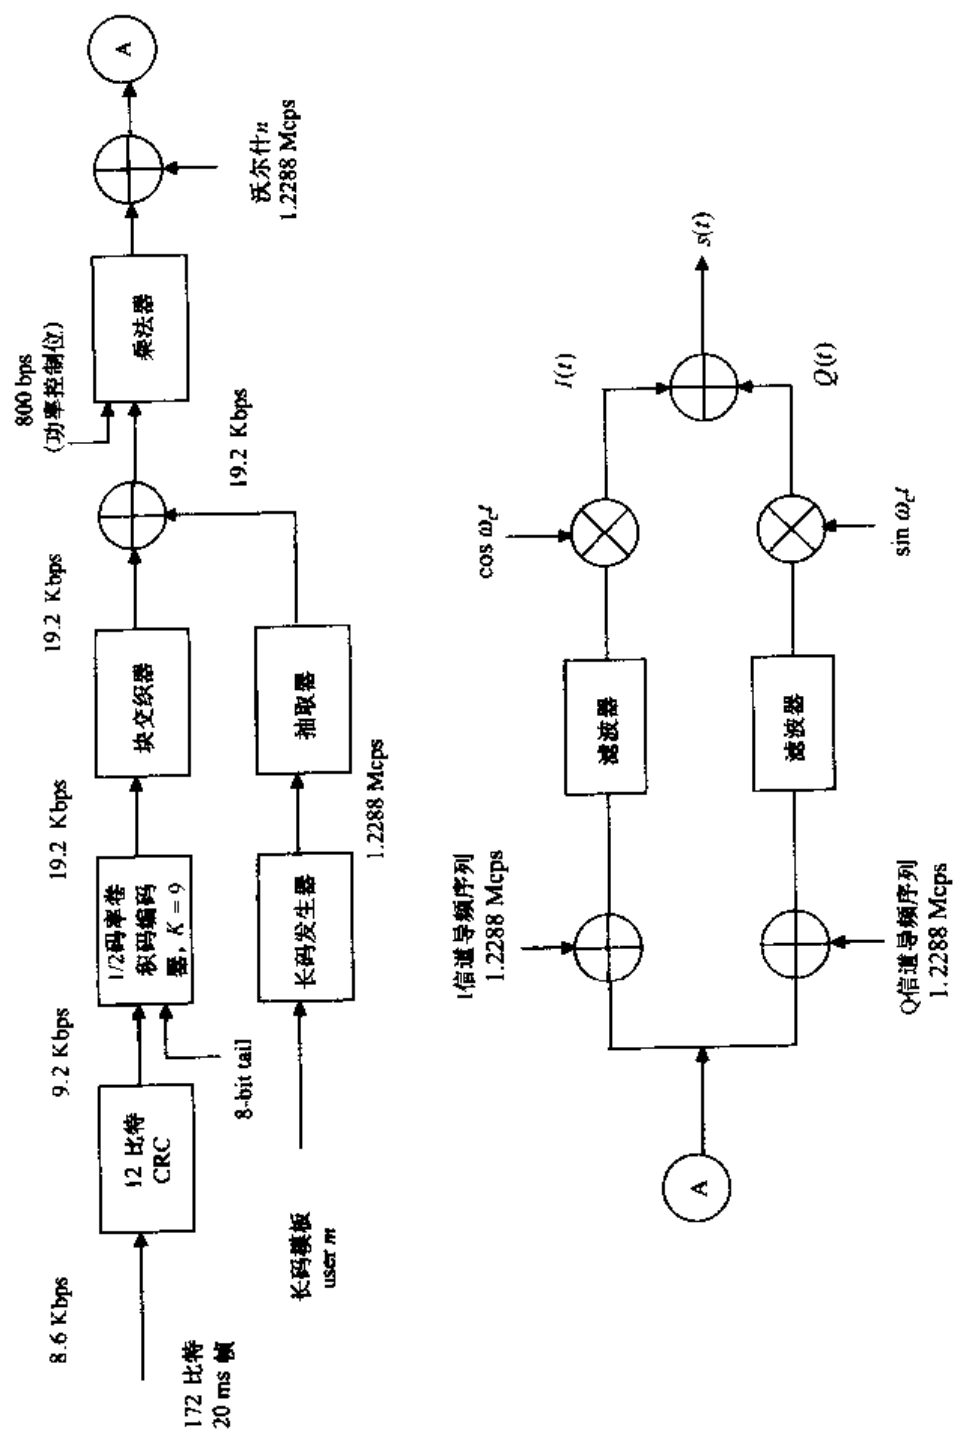 8.6 Kbps
172 比特
20 ms 帧
12 比特
CRC
9.2 Kbps
8-bit tail
1/2码率卷
积码编码
器, K = 9
19.2 Kbps
块交织器
19.2 Kbps
长码模板
user m
长码发生器
1.2288 Mcps
抽取器
19.2 Kbps
800 bps
(功率控制位)
乘法器
沃尔什n
1.2288 Mcps
A
A
I信道导频序列
1.2288 Mcps
Q信道导频序列
1.2288 Mcps
滤波器
滤波器
cos ωct
sin ωct
I(t)
Q(t)
s(t)